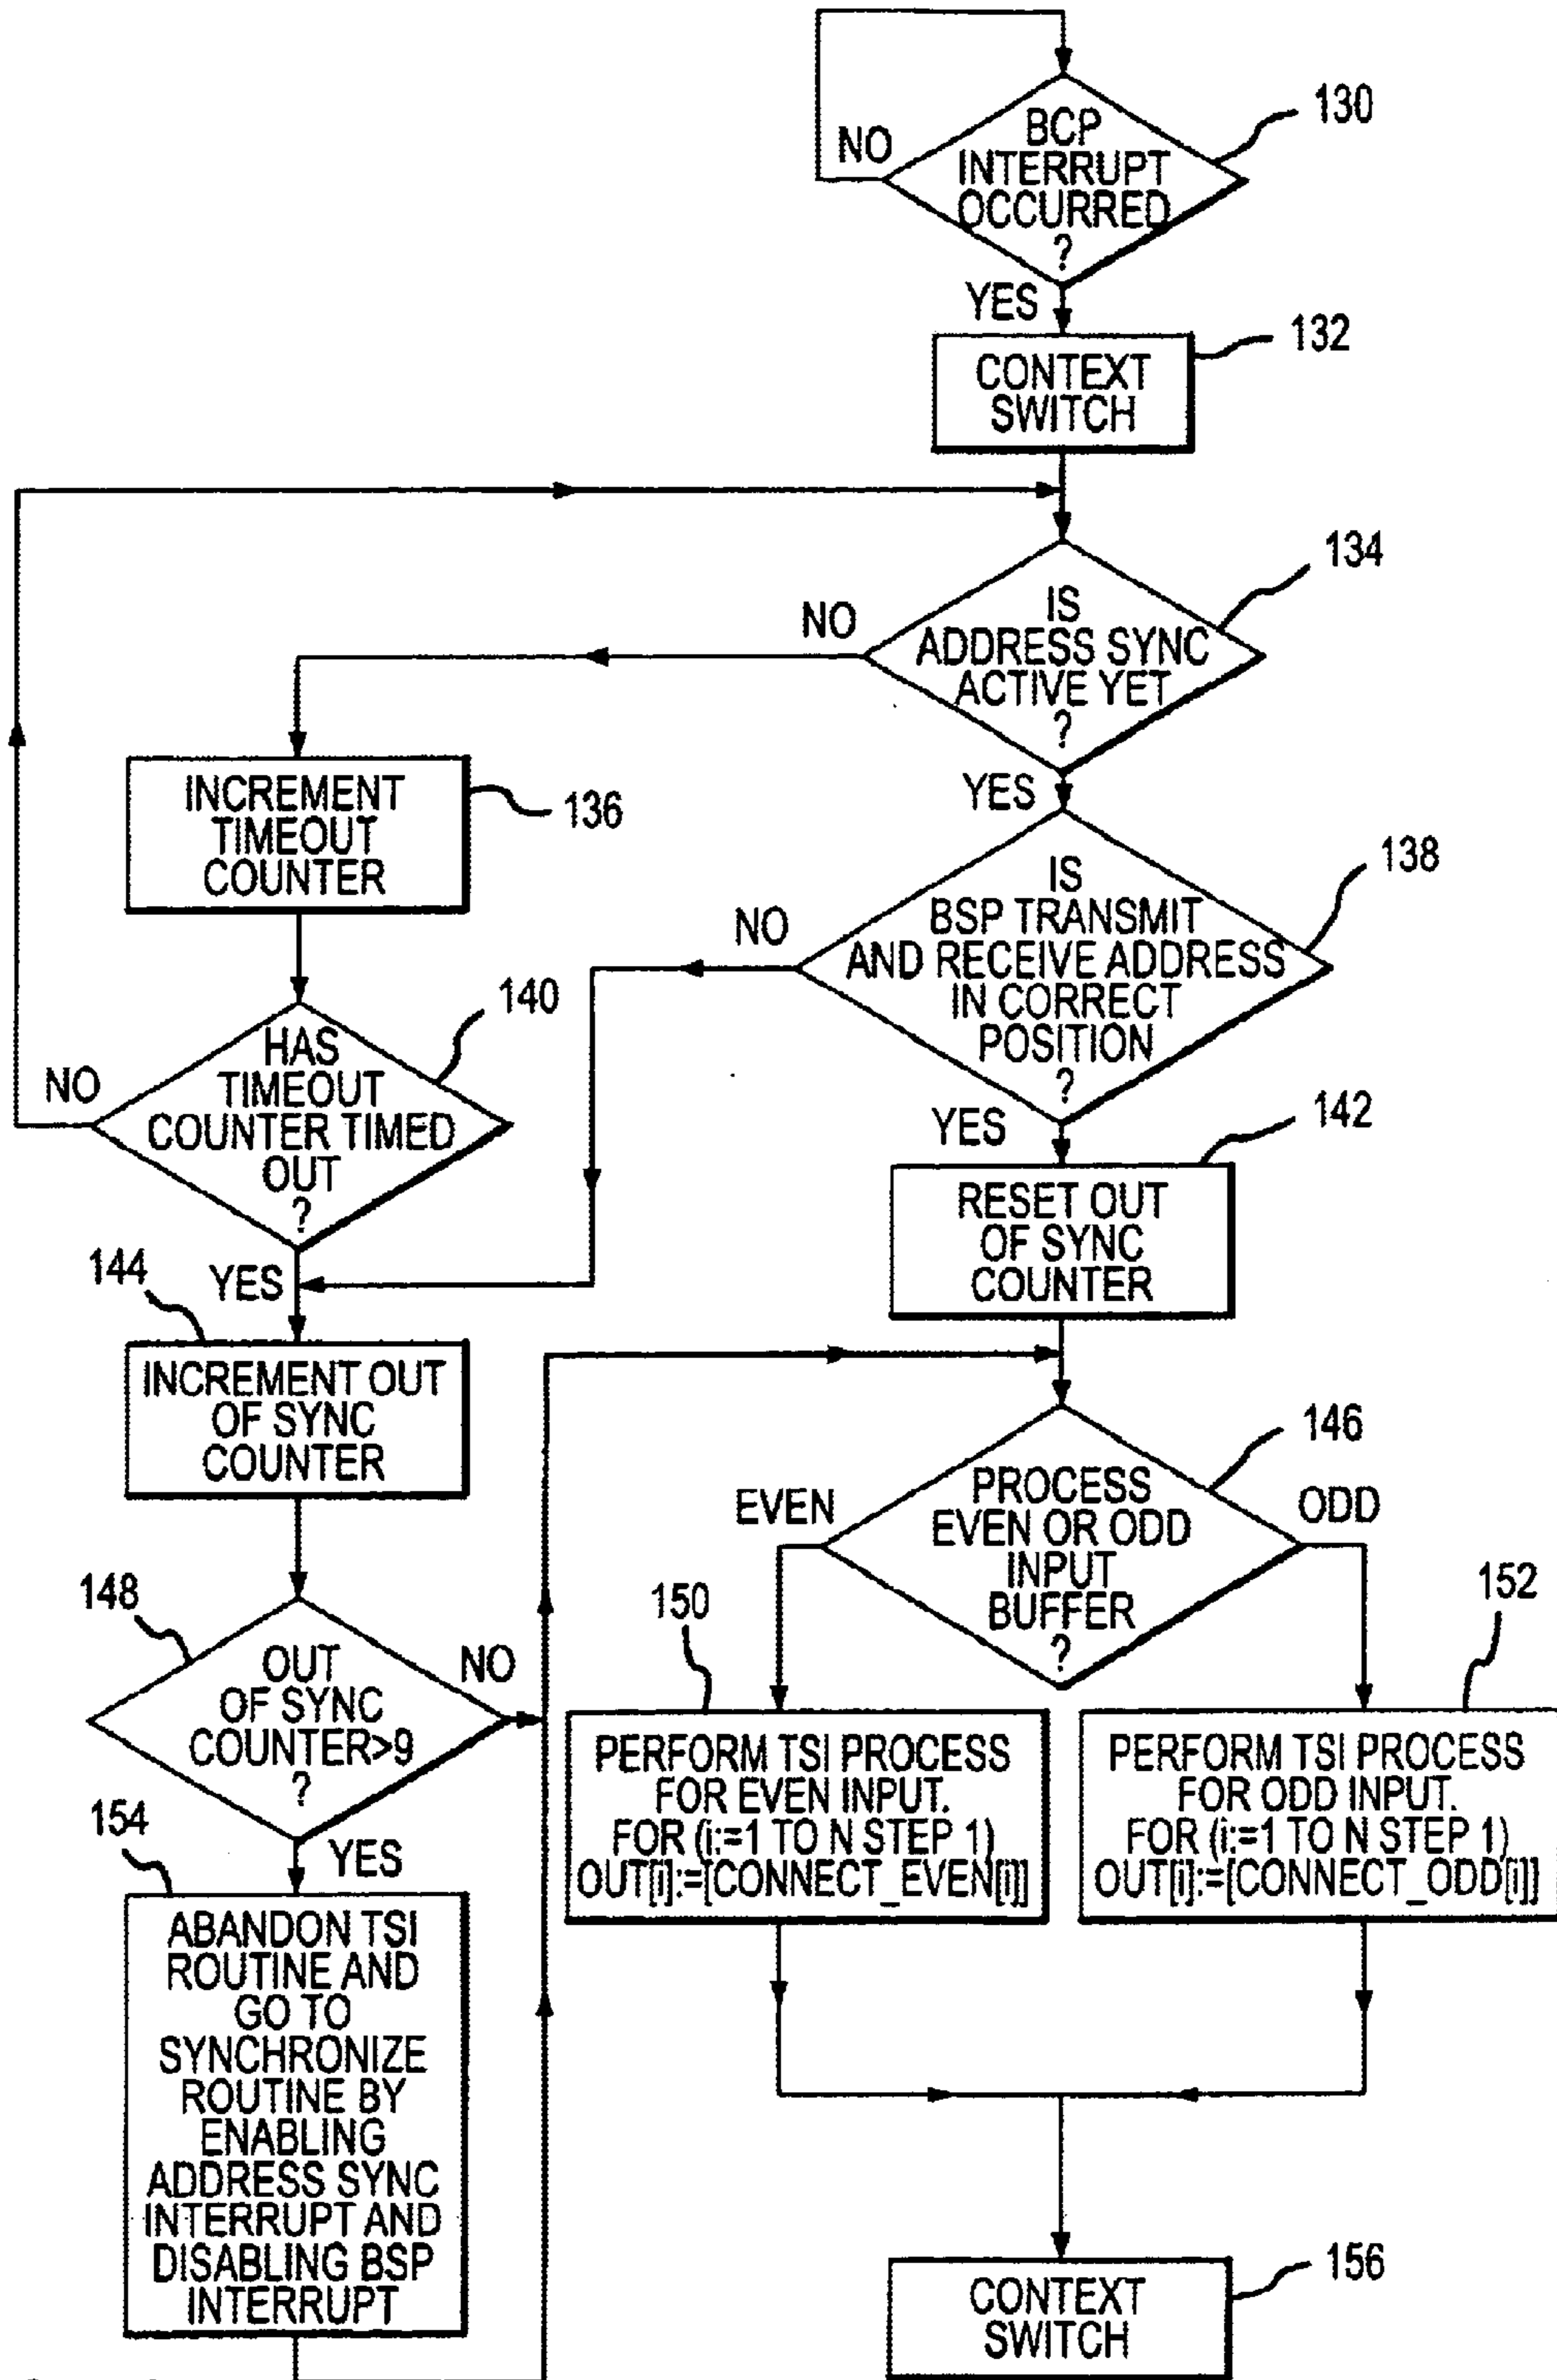 BCP
INTERRUPT
OCCURRED
?
130
NO
YES
CONTEXT
SWITCH
132
IS
ADDRESS SYNC
ACTIVE YET
?
134
NO
YES
INCREMENT
TIMEOUT
COUNTER
136
IS
BSP TRANSMIT
AND RECEIVE ADDRESS
IN CORRECT
POSITION
?
138
NO
YES
HAS
TIMEOUT
COUNTER TIMED
OUT
?
140
NO
YES
RESET OUT
OF SYNC
COUNTER
142
144
INCREMENT OUT
OF SYNC
COUNTER
PROCESS
EVEN OR ODD
INPUT
BUFFER
?
146
EVEN
ODD
148
OUT
OF SYNC
COUNTER>9
?
NO
YES
150
PERFORM TSI PROCESS
FOR EVEN INPUT.
FOR (i:=1 TO N STEP 1)
OUT[i]:=[CONNECT_EVEN[i]]
152
PERFORM TSI PROCESS
FOR ODD INPUT.
FOR (i:=1 TO N STEP 1)
OUT[i]:=[CONNECT_ODD[i]]
154
ABANDON TSI
ROUTINE AND
GO TO
SYNCHRONIZE
ROUTINE BY
ENABLING
ADDRESS SYNC
INTERRUPT AND
DISABLING BSP
INTERRUPT
CONTEXT
SWITCH
156